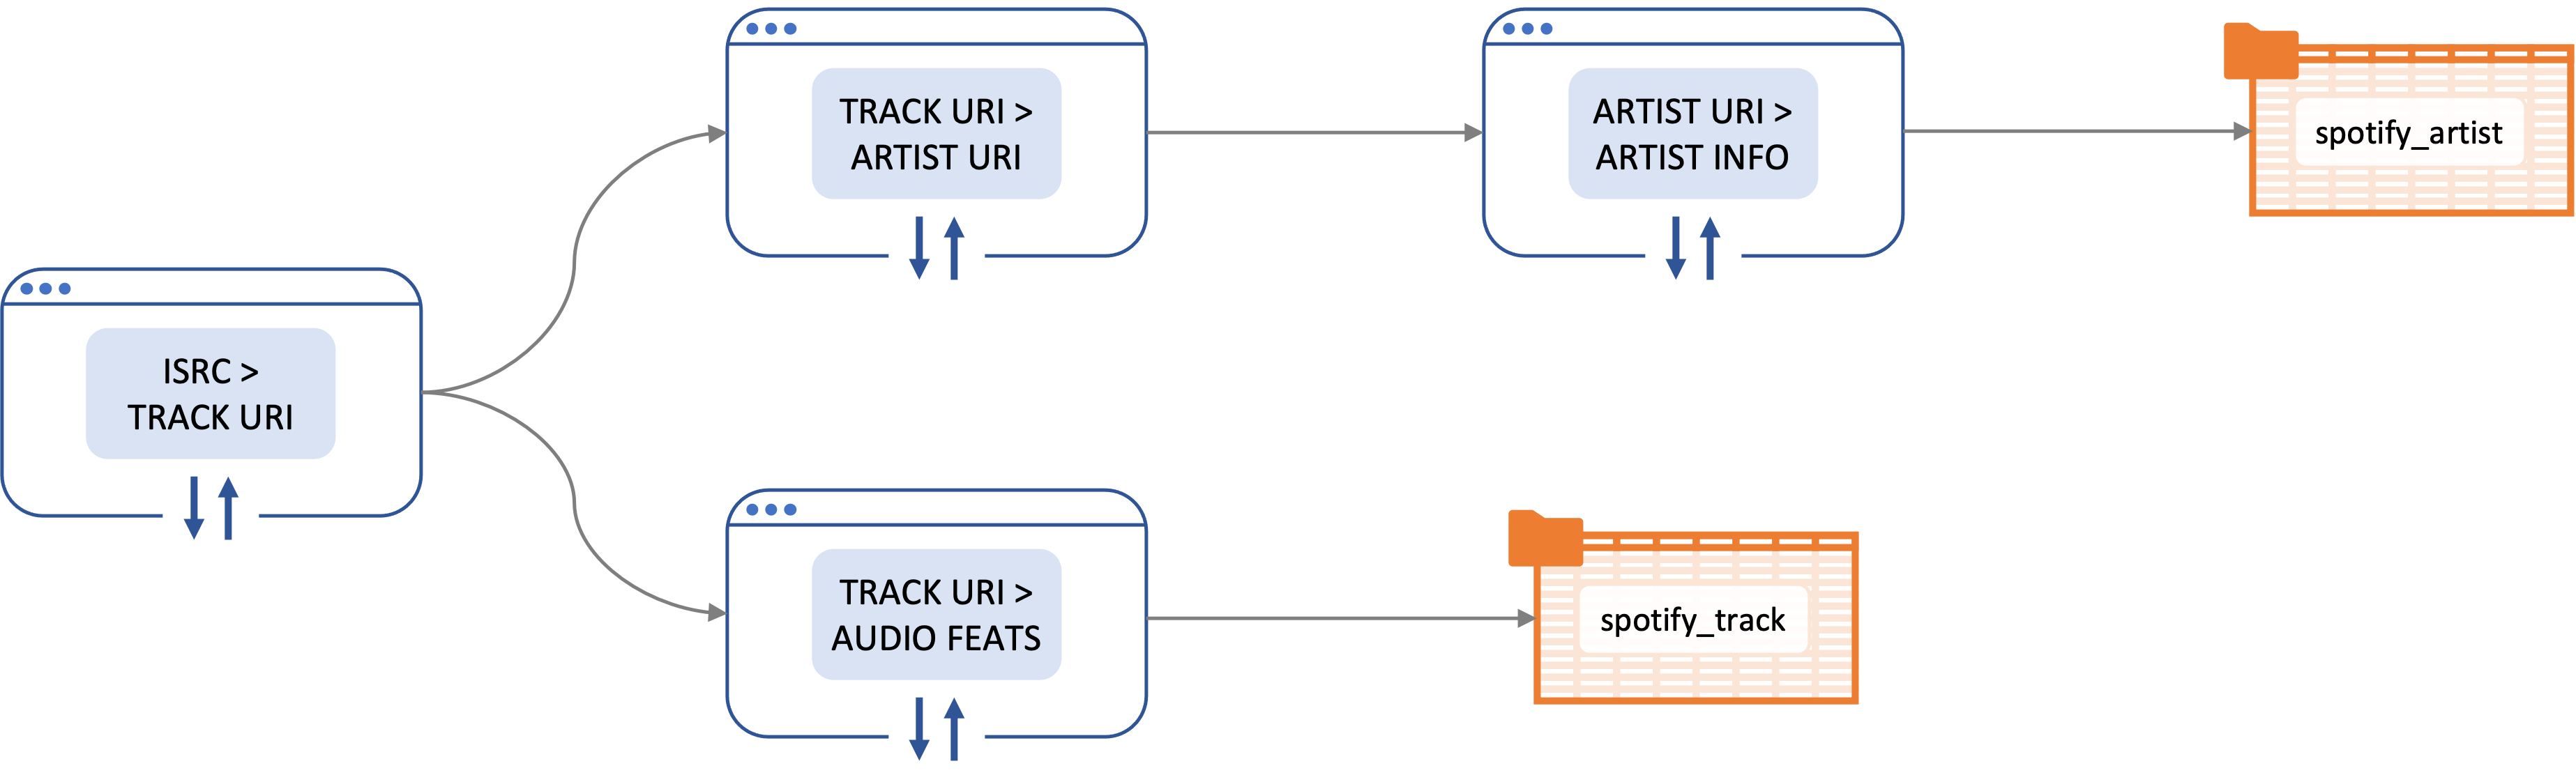 TRACK URI >
ARTIST URI
ARTIST URI >
ARTIST INFO
spotify_artist
ISRC >
TRACK URI
TRACK URI >
AUDIO FEATS
spotify_track